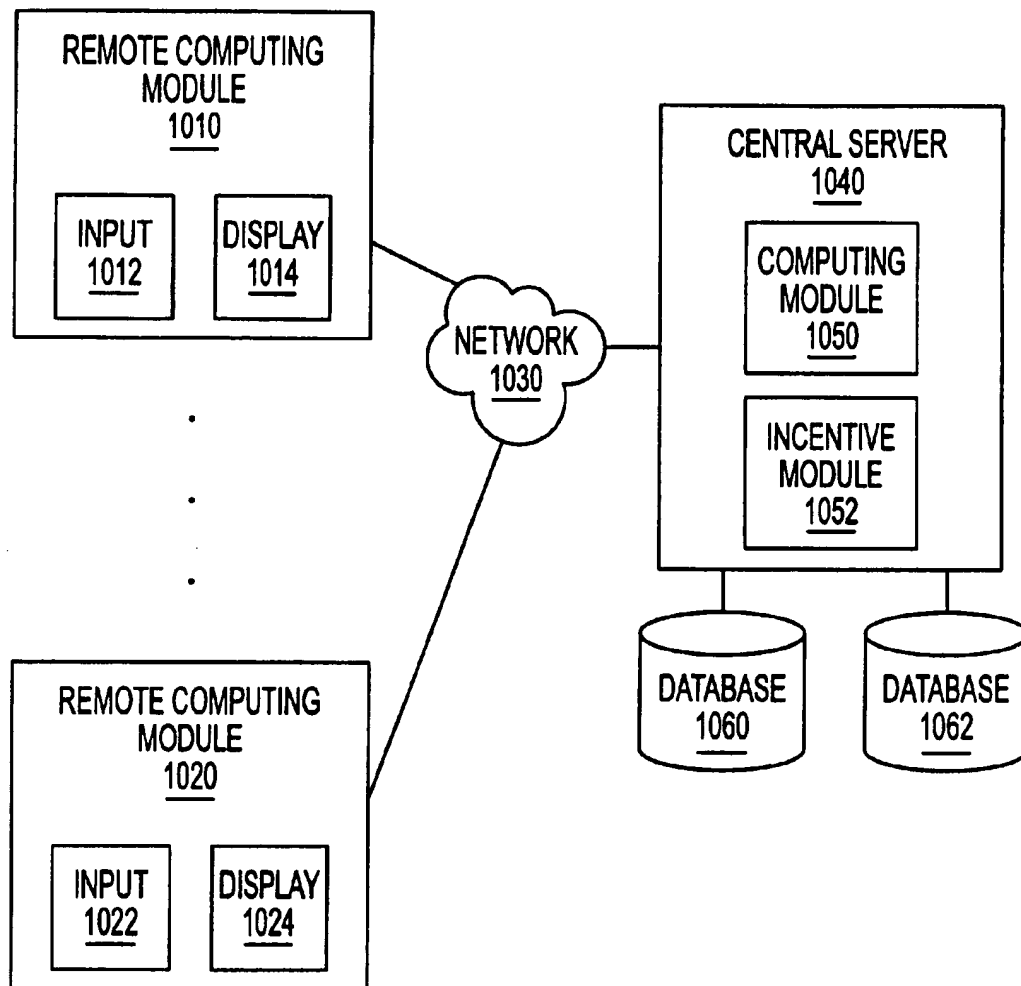 REMOTE COMPUTING
MODULE
1010
INPUT
1012
DISPLAY
1014
NETWORK
1030
CENTRAL SERVER
1040
COMPUTING
MODULE
1050
INCENTIVE
MODULE
1052
DATABASE
1060
DATABASE
1062
REMOTE COMPUTING
MODULE
1020
INPUT
1022
DISPLAY
1024